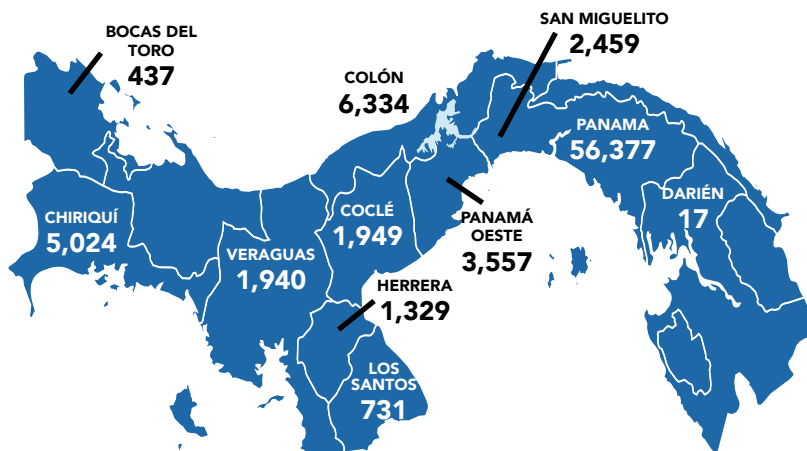 BOCAS DEL
TORO
437
SAN MIGUELITO
2,459
COLÓN
6,334
PANAMA
56,377
DARIÉN
17
CHIRIQUÍ
5,024
VERAGUAS
1,940
COCLÉ
1,949
PANAMÁ
OESTE
3,557
HERRERA
1,329
LOS
SANTOS
731